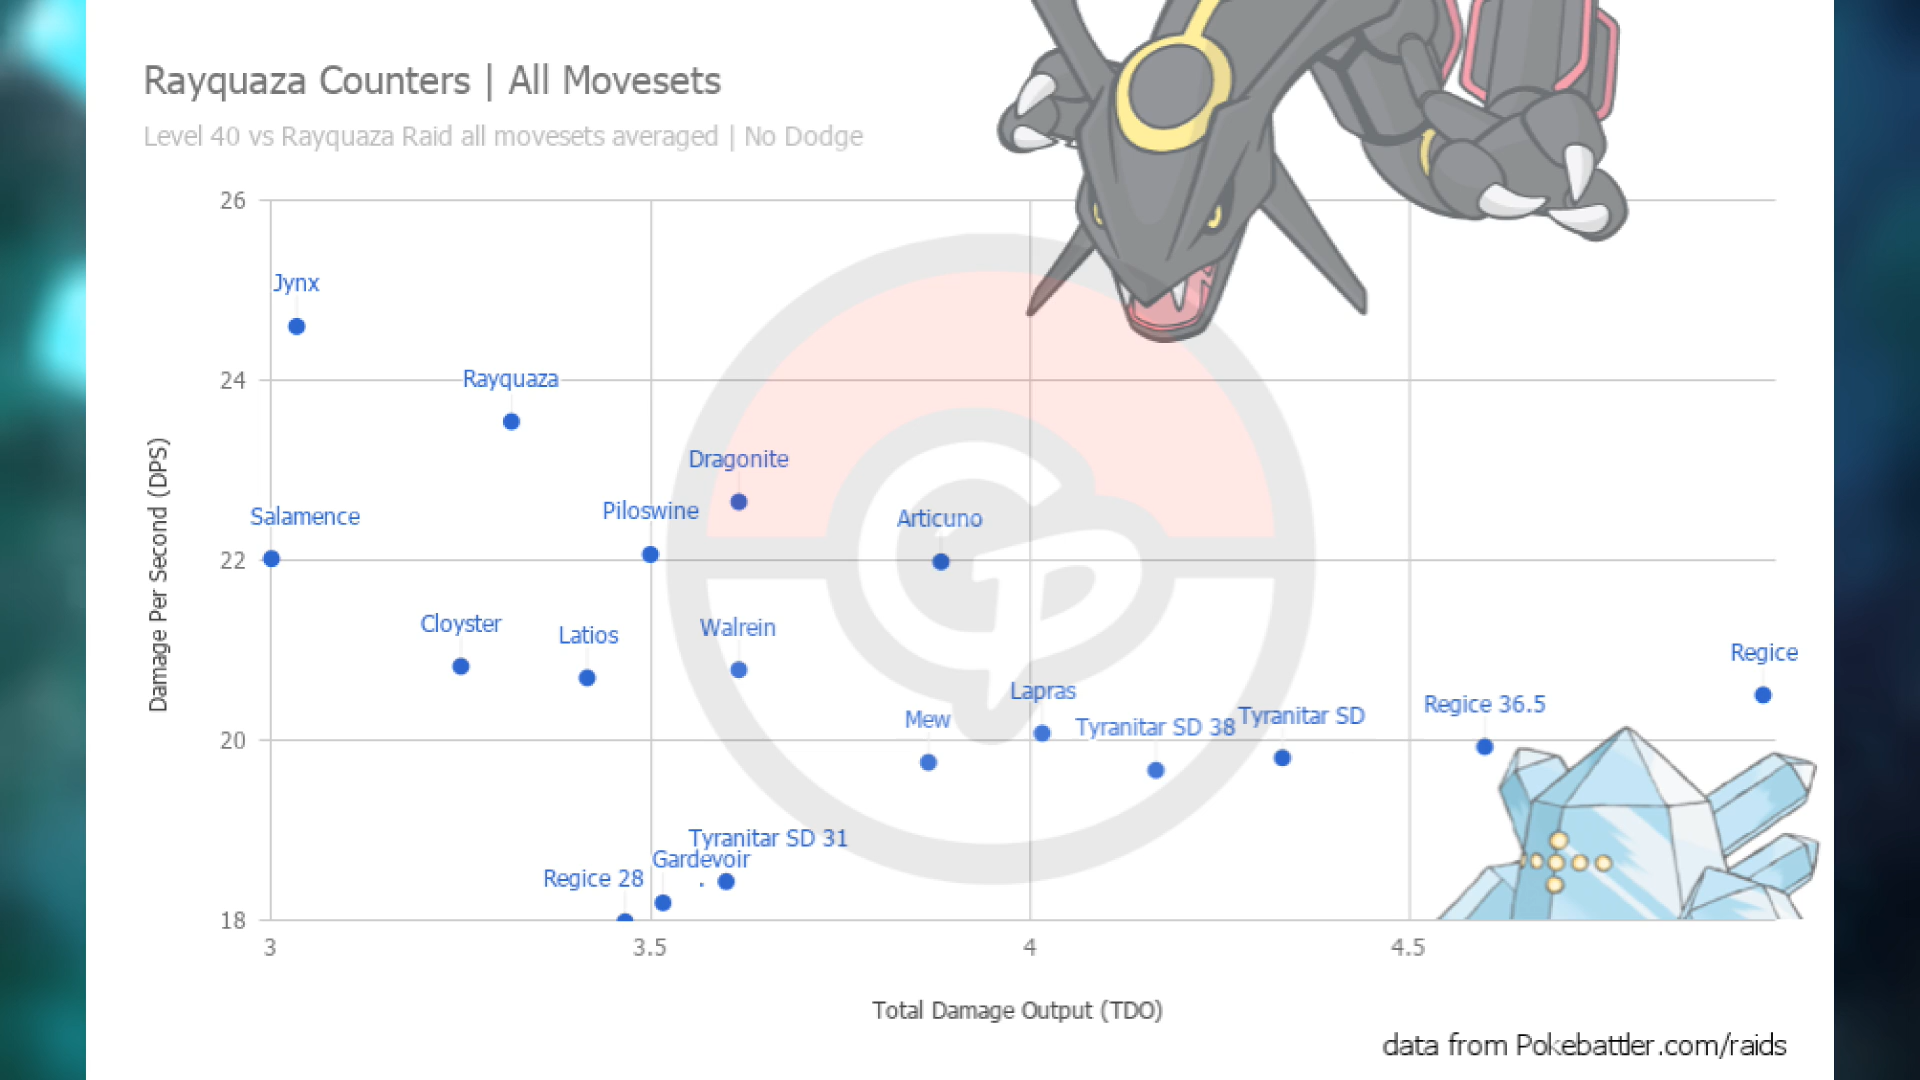 Rayquaza Counters | All Movesets
Level 40 vs Rayquaza Raid all movesets averaged | No Dodge
26
Jynx
24
Rayquaza
Dragonite
Piloswine
Salamence
Articuno
22
Cloyster
Latios
Walrein
Regice
Lapras
Regice 36.5
Mew
Tyranitar SD 38
Tyranitar SD
20
Tyranitar SD 31
Gardevoir
Regice 28
18
3
3.5
4
4.5
Damage Per Second (DPS)
Total Damage Output (TDO)
data from Pokebattler.com/raids
GP